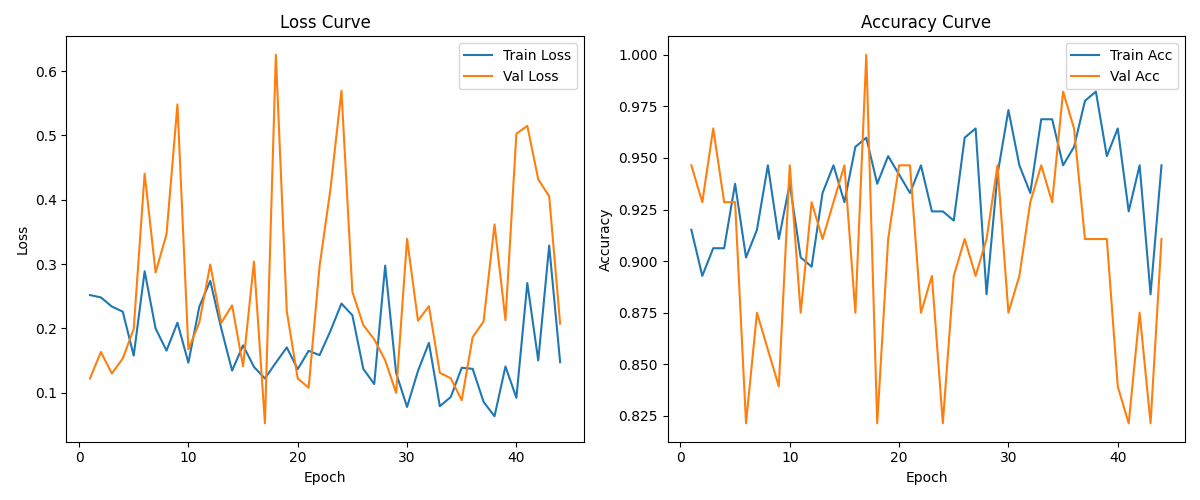 Loss Curve
Train Loss
Val Loss
0.6
0.5
0.4
0.3
0.2
0.1
Loss
0 10 20 30 40
Epoch
Accuracy Curve
Train Acc
Val Acc
1.000
0.975
0.950
0.925
0.900
0.875
0.850
0.825
Accuracy
0 10 20 30 40
Epoch